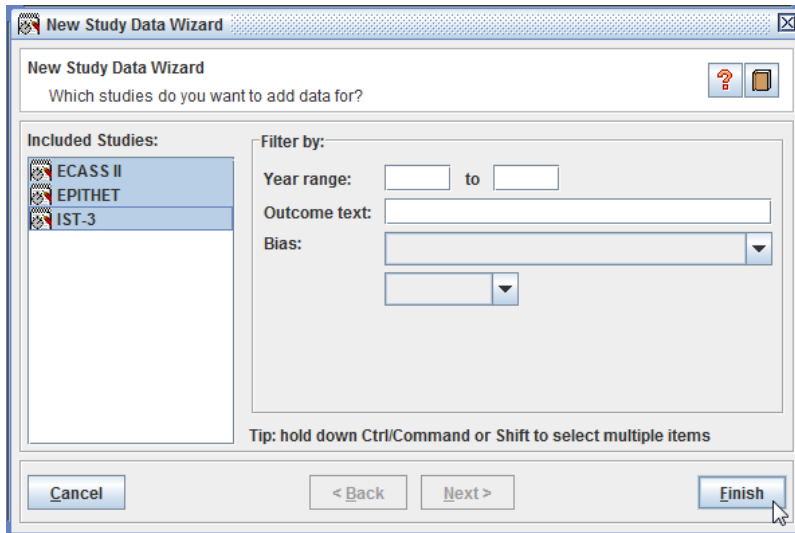 New Study Data Wizard
New Study Data Wizard
Which studies do you want to add data for?
Included Studies:
ECASS II
EPITHET
IST-3
Filter by:
Year range: to
Outcome text:
Bias:
Tip: hold down Ctrl/Command or Shift to select multiple items
Cancel < Back Next > Finish